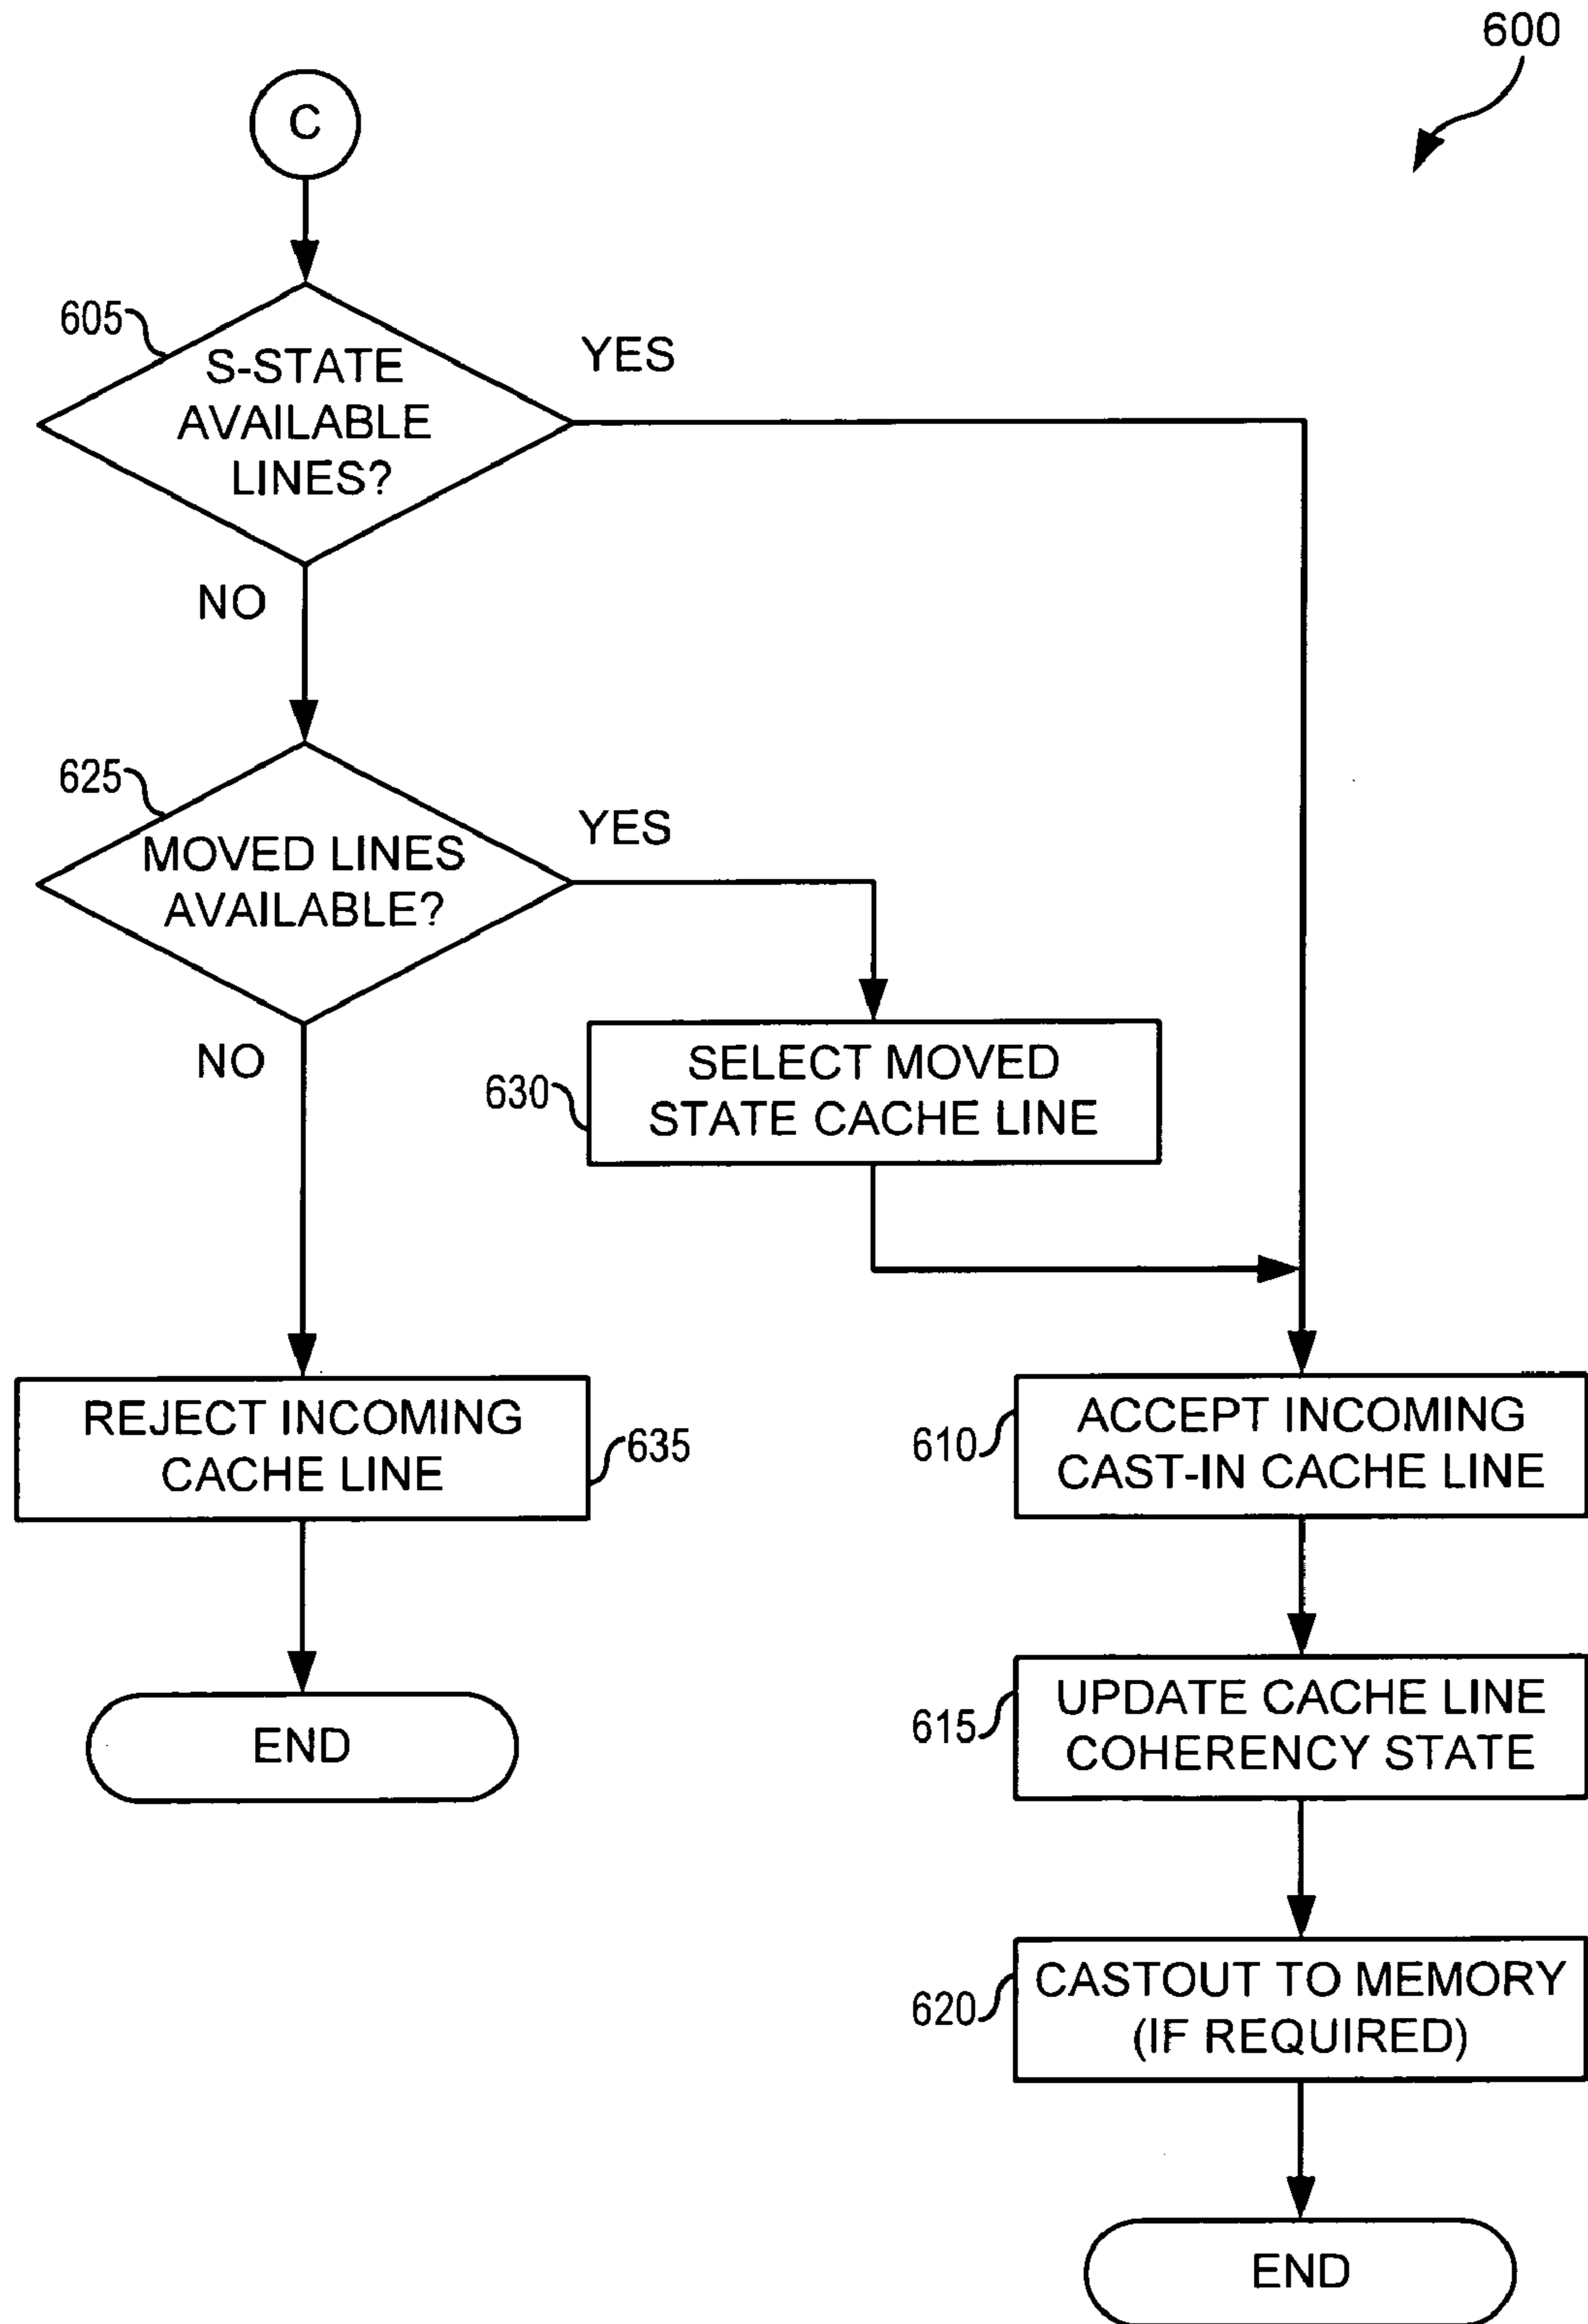 600
C
605
S-STATE
AVAILABLE
LINES?
YES
NO
625
MOVED LINES
AVAILABLE?
YES
NO
630
SELECT MOVED
STATE CACHE LINE
REJECT INCOMING
CACHE LINE
635
610
ACCEPT INCOMING
CAST-IN CACHE LINE
END
615
UPDATE CACHE LINE
COHERENCY STATE
620
CASTOUT TO MEMORY
(IF REQUIRED)
END